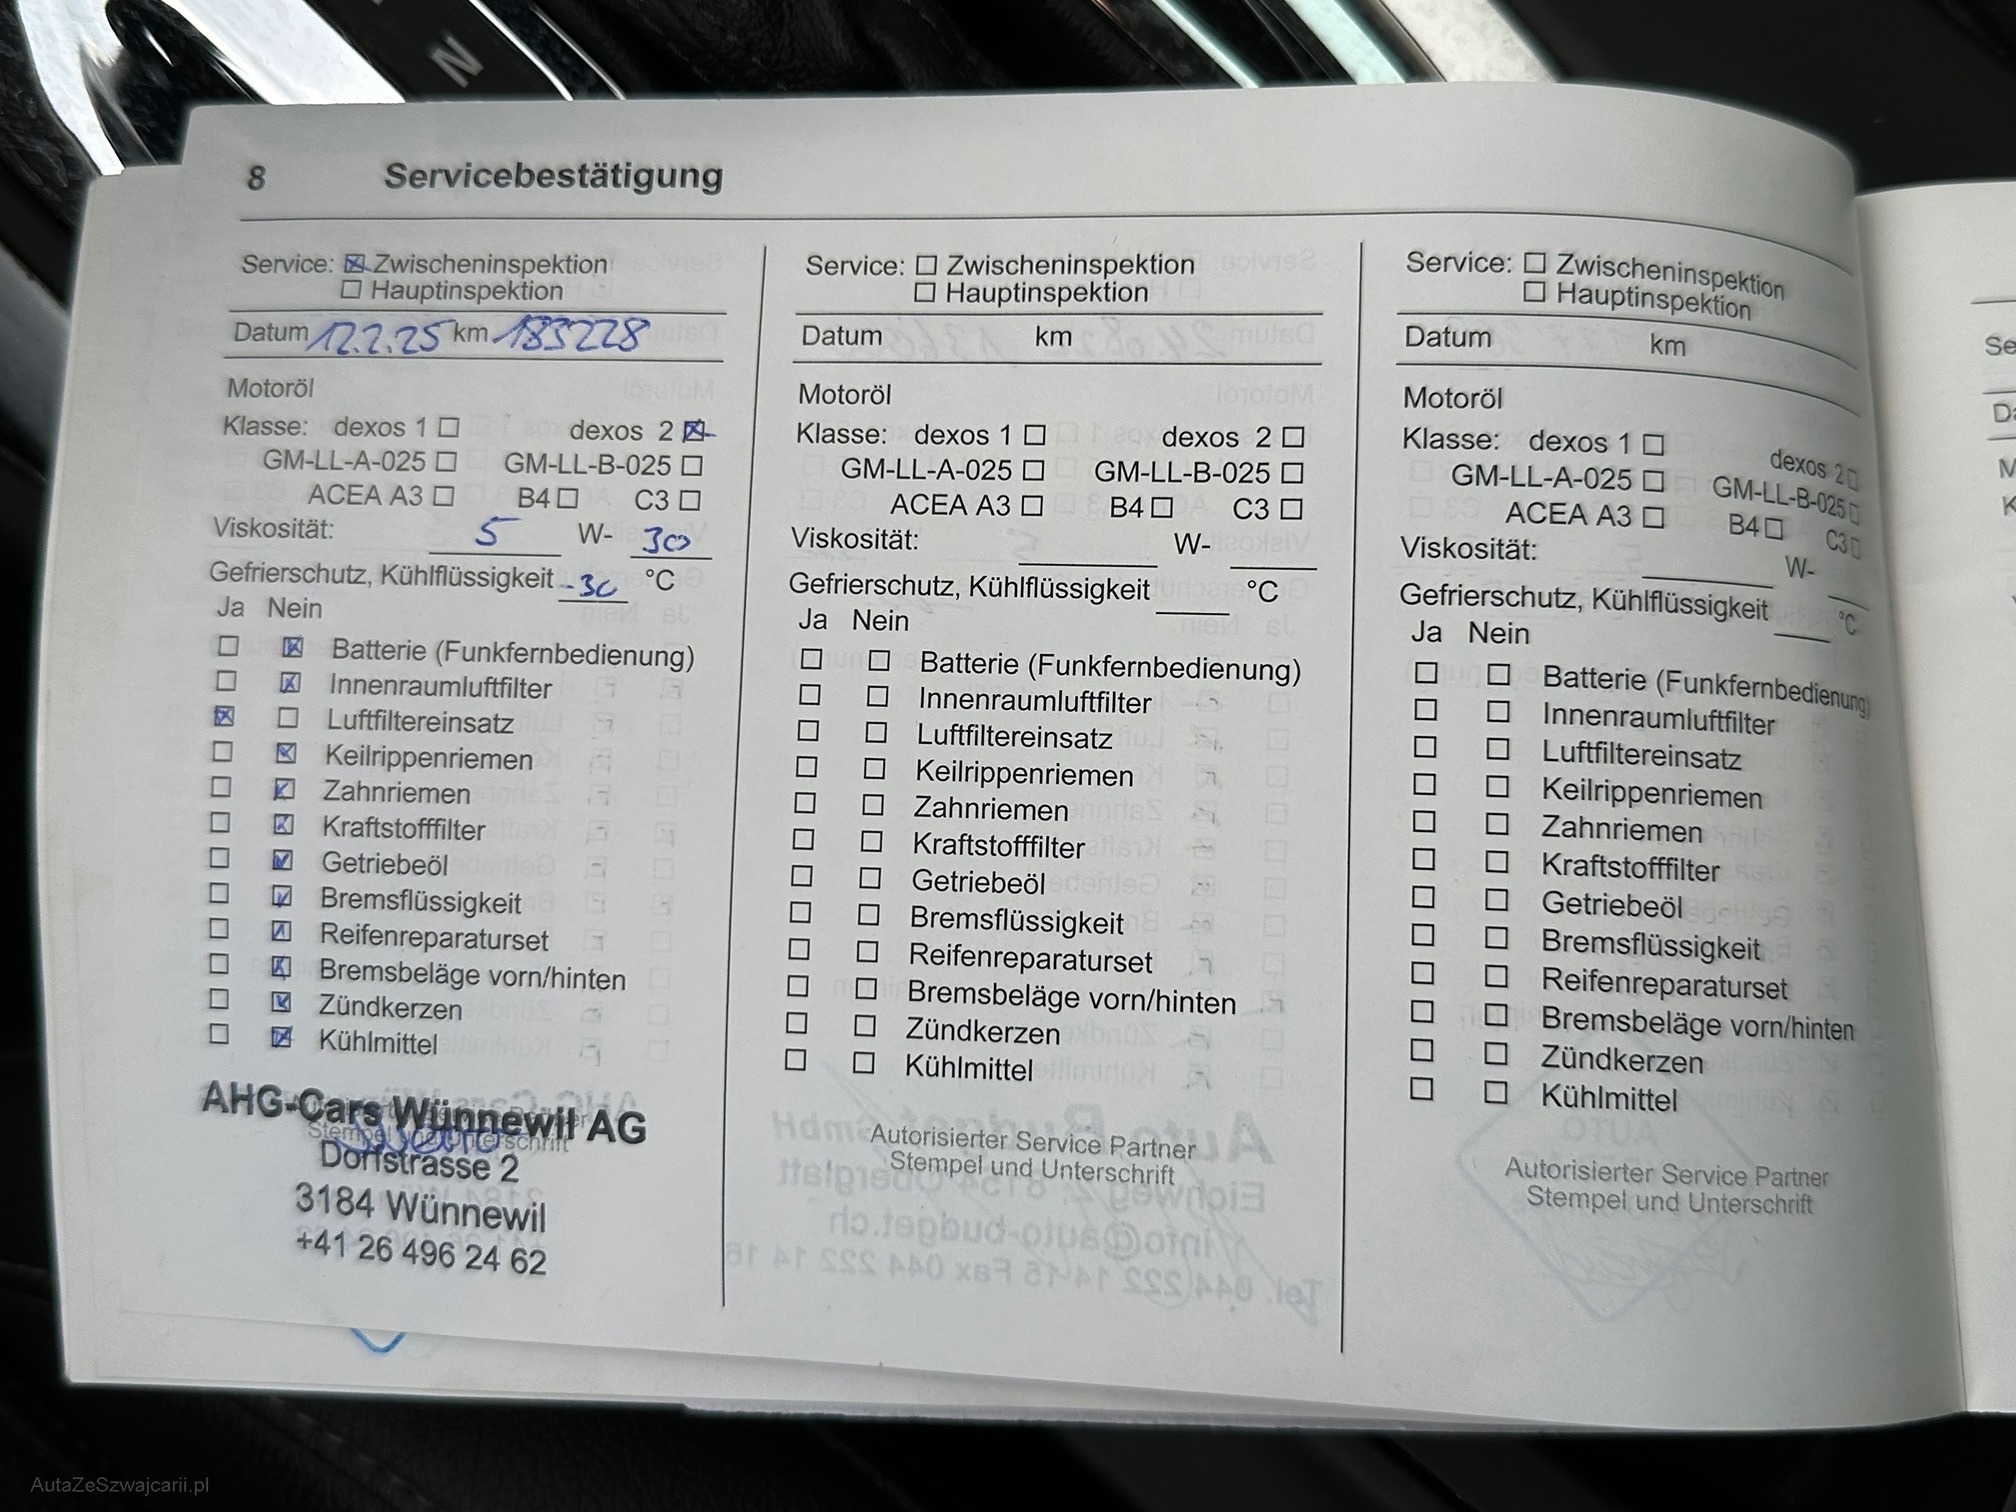 N
8 Servicebestätigung
Service: ☒ Zwischeninspektion
☐ Hauptinspektion
Datum 12.2.25 km 183228
Motoröl
Klasse: dexos 1 ☐ dexos 2 ☒
GM-LL-A-025 ☐ GM-LL-B-025 ☐
ACEA A3 ☐ B4 ☐ C3 ☐
Viskosität: 5 W- 30
Gefrierschutz, Kühlflüssigkeit -30 °C
Ja Nein
☐ ☒ Batterie (Funkfernbedienung)
☐ ☒ Innenraumluftfilter
☒ ☐ Luftfiltereinsatz
☐ ☒ Keilrippenriemen
☐ ☒ Zahnriemen
☐ ☒ Kraftstofffilter
☐ ☒ Getriebeöl
☐ ☒ Bremsflüssigkeit
☐ ☒ Reifenreparaturset
☐ ☒ Bremsbeläge vorn/hinten
☐ ☒ Zündkerzen
☐ ☒ Kühlmittel
AHG-Cars Wünnewil AG
Stempel und Unterschrift
Dorfstrasse 2
3184 Wünnewil
+41 26 496 24 62
Service: ☐ Zwischeninspektion
☐ Hauptinspektion
Datum km
Motoröl
Klasse: dexos 1 ☐ dexos 2 ☐
GM-LL-A-025 ☐ GM-LL-B-025 ☐
ACEA A3 ☐ B4 ☐ C3 ☐
Viskosität: W-
Gefrierschutz, Kühlflüssigkeit °C
Ja Nein
☐ ☐ Batterie (Funkfernbedienung)
☐ ☐ Innenraumluftfilter
☐ ☐ Luftfiltereinsatz
☐ ☐ Keilrippenriemen
☐ ☐ Zahnriemen
☐ ☐ Kraftstofffilter
☐ ☐ Getriebeöl
☐ ☐ Bremsflüssigkeit
☐ ☐ Reifenreparaturset
☐ ☐ Bremsbeläge vorn/hinten
☐ ☐ Zündkerzen
☐ ☐ Kühlmittel
Autorisierter Service Partner
Stempel und Unterschrift
Service: ☐ Zwischeninspektion
☐ Hauptinspektion
Datum km
Motoröl
Klasse: dexos 1 ☐ dexos 2 ☐
GM-LL-A-025 ☐ GM-LL-B-025 ☐
ACEA A3 ☐ B4 ☐ C3 ☐
Viskosität: W-
Gefrierschutz, Kühlflüssigkeit °C
Ja Nein
☐ ☐ Batterie (Funkfernbedienung)
☐ ☐ Innenraumluftfilter
☐ ☐ Luftfiltereinsatz
☐ ☐ Keilrippenriemen
☐ ☐ Zahnriemen
☐ ☐ Kraftstofffilter
☐ ☐ Getriebeöl
☐ ☐ Bremsflüssigkeit
☐ ☐ Reifenreparaturset
☐ ☐ Bremsbeläge vorn/hinten
☐ ☐ Zündkerzen
☐ ☐ Kühlmittel
Autorisierter Service Partner
Stempel und Unterschrift
AutaZeSzwajcarii.pl